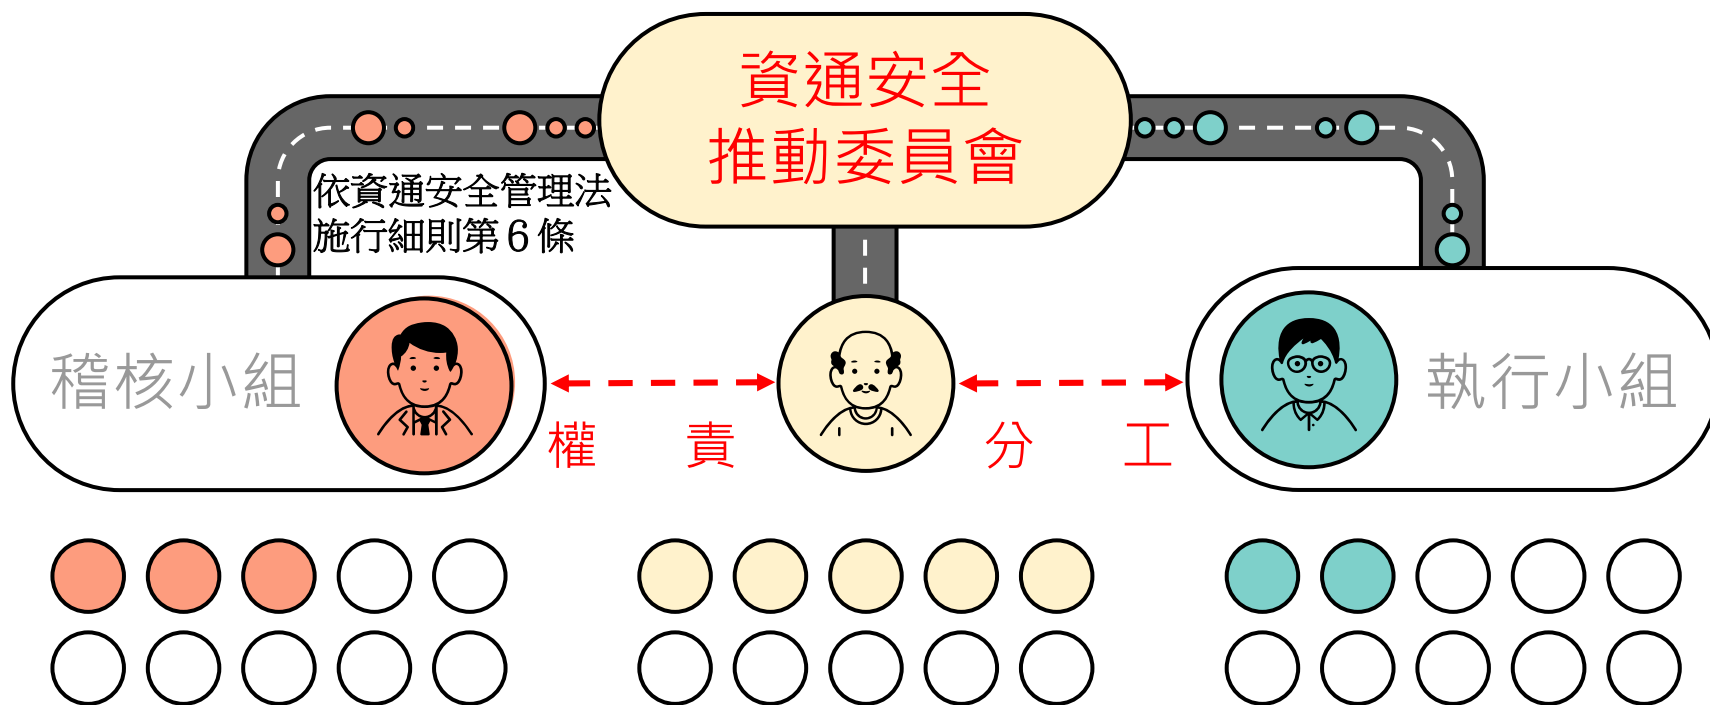 資通安全
推動委員會
依資通安全管理法
施行細則第6條
稽核小組
執行小組
權責分工